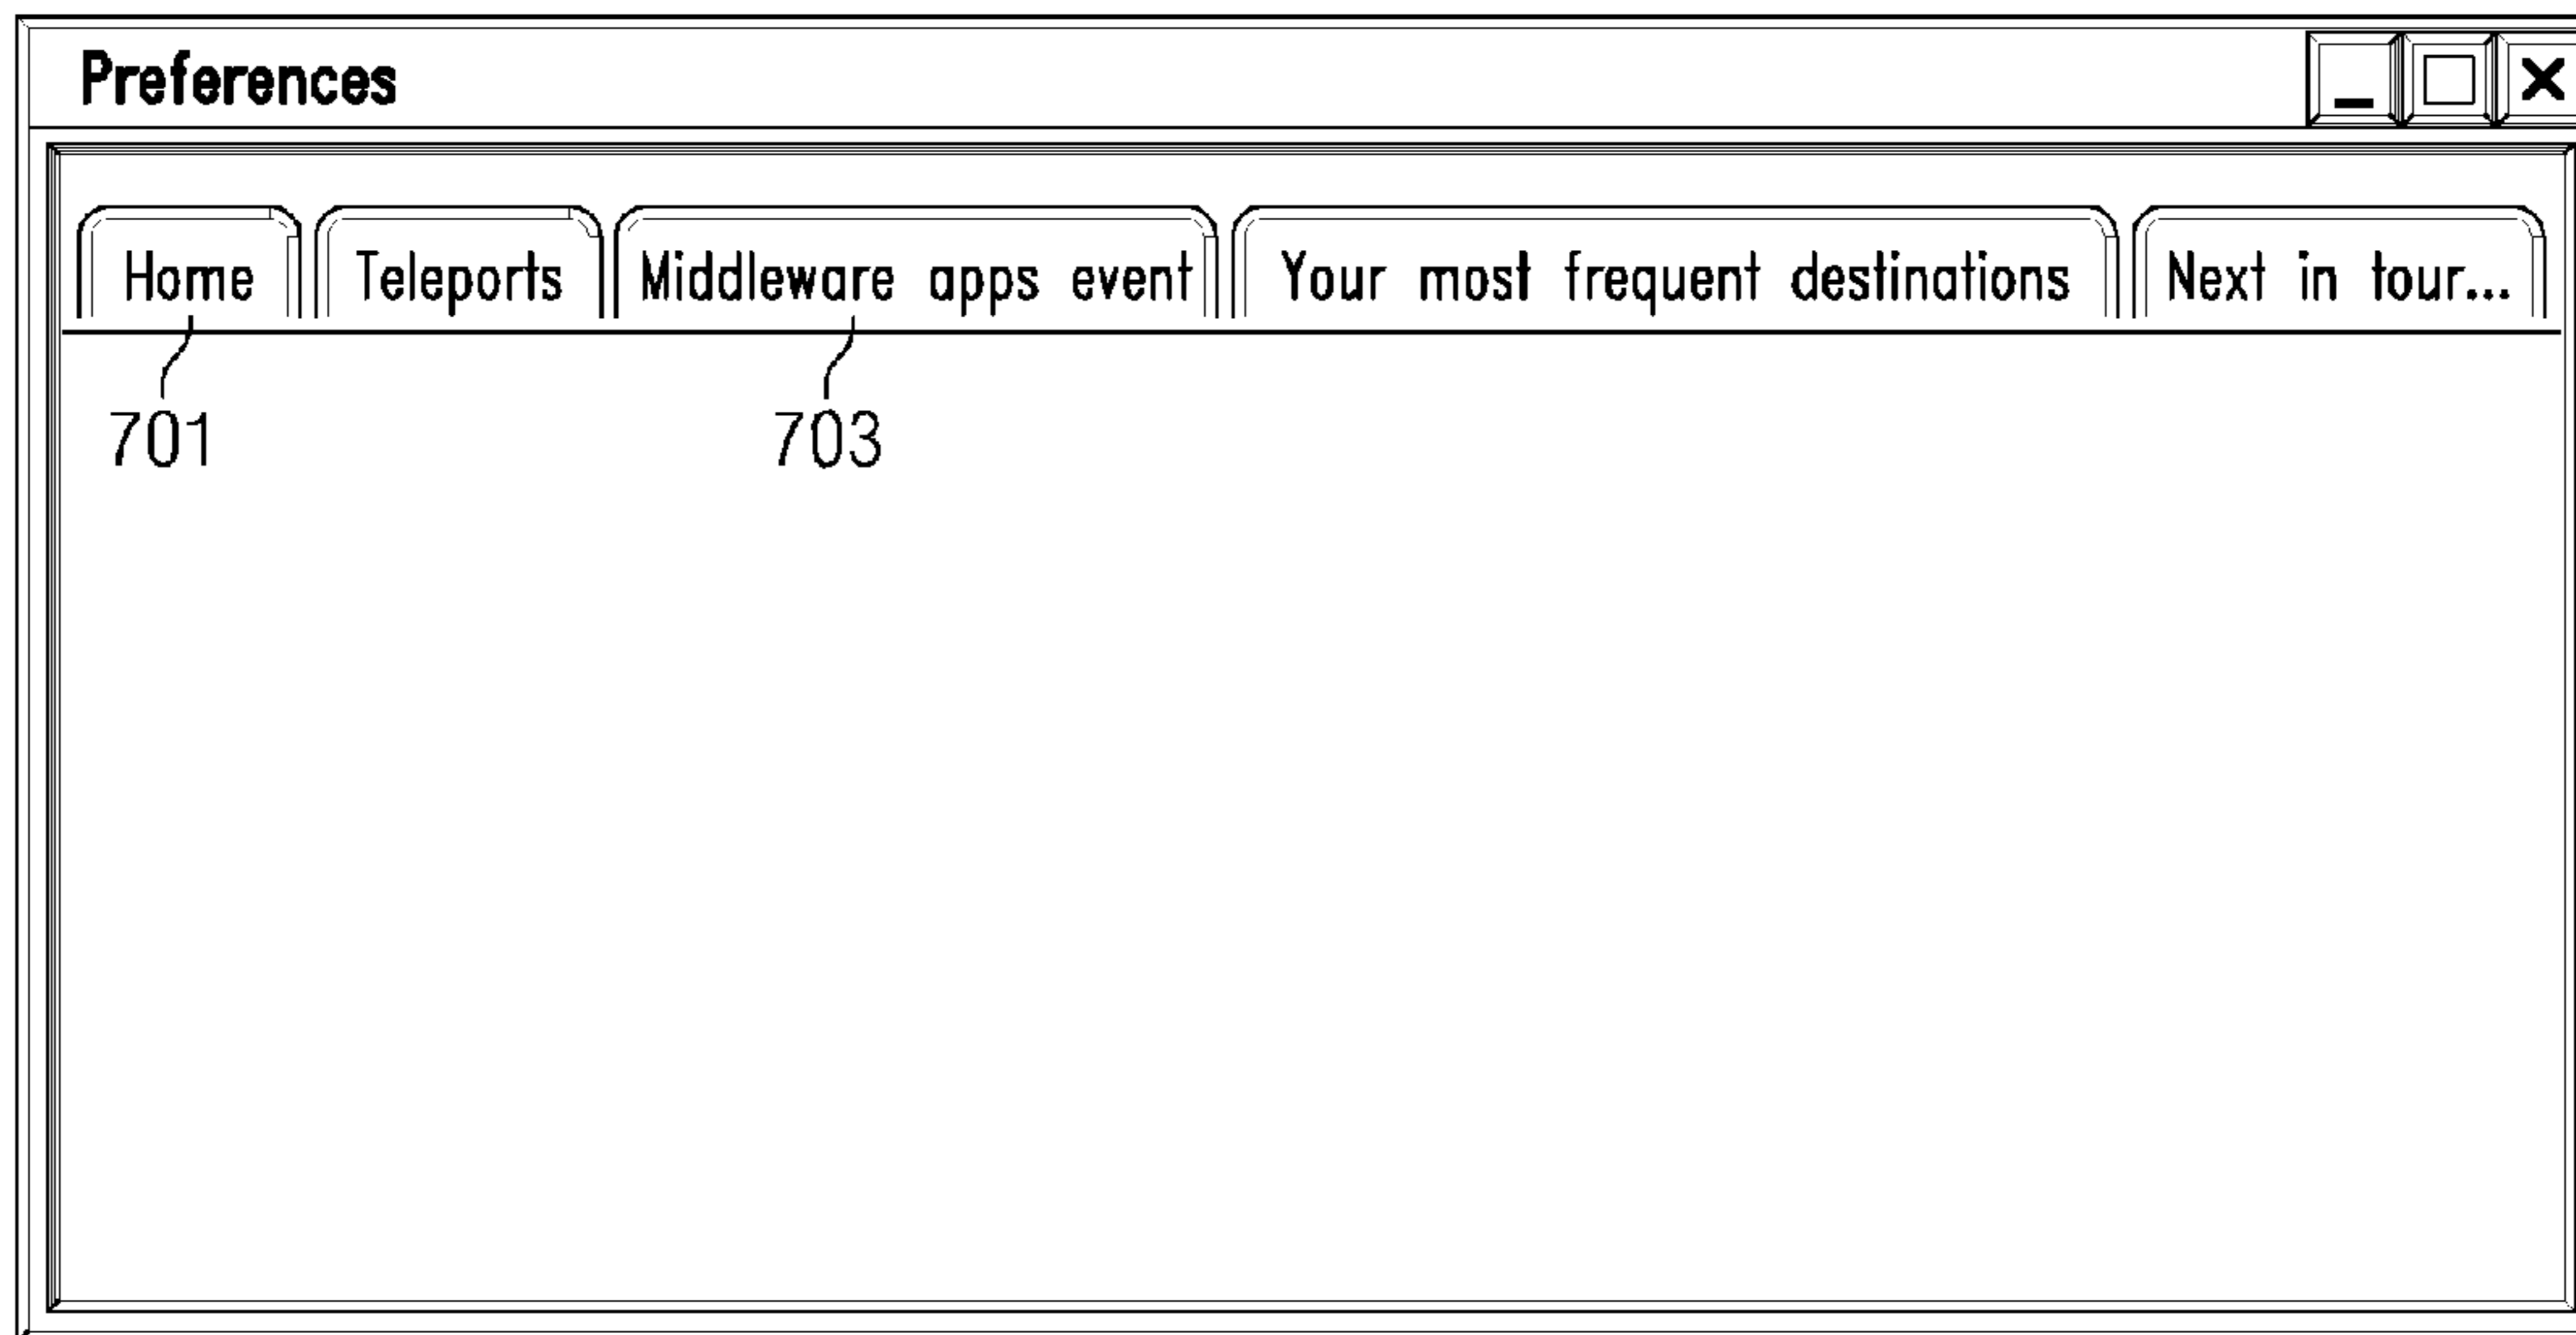 Preferences
Home Teleports Middleware apps event Your most frequent destinations Next in tour...
701 703